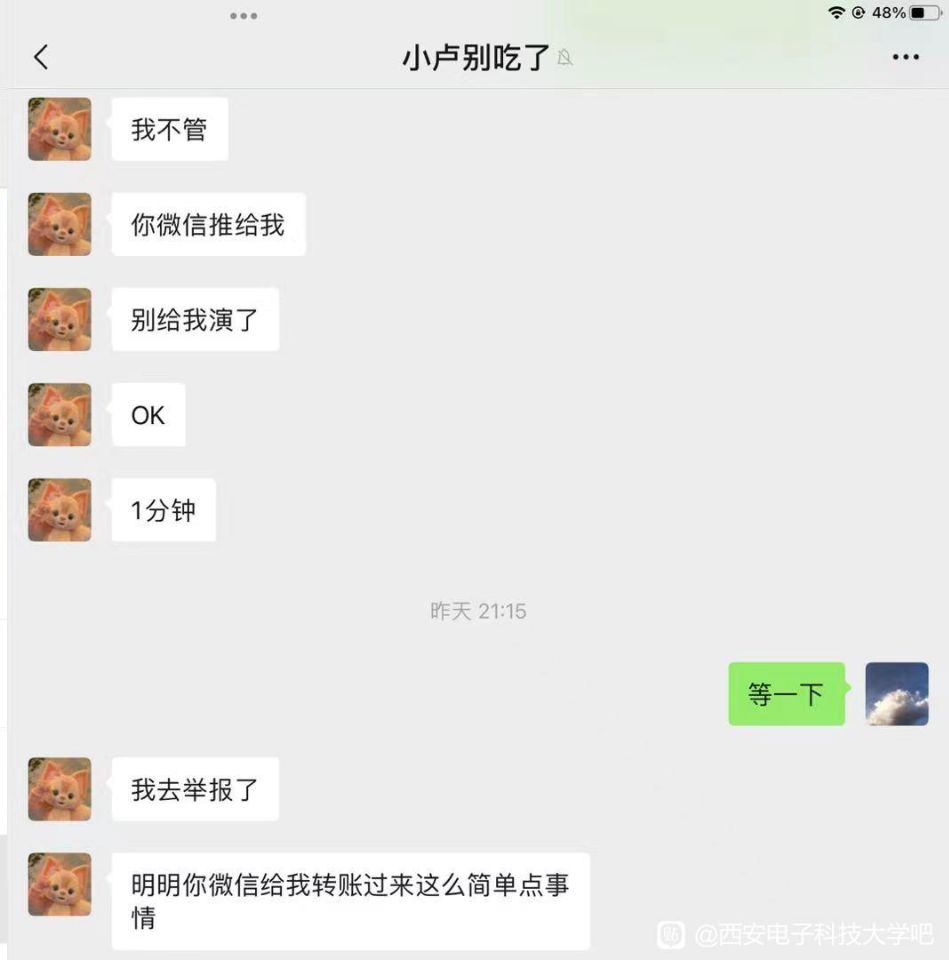 48%
小卢别吃了
我不管
你微信推给我
别给我演了
OK
1分钟
昨天 21:15
等一下
我去举报了
明明你微信给我转账过来这么简单点事
情
贴 @西安电子科技大学吧